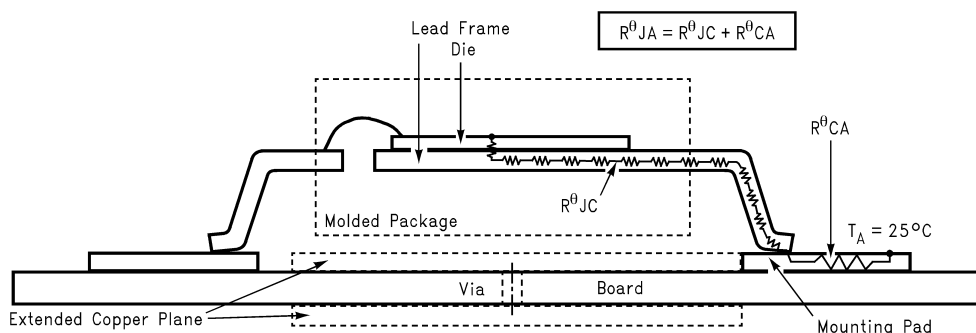 Lead Frame
Die
RθJA = RθJC + RθCA
RθCA
RθJC
Molded Package
TA = 25°C
Via
Board
Extended Copper Plane
Mounting Pad